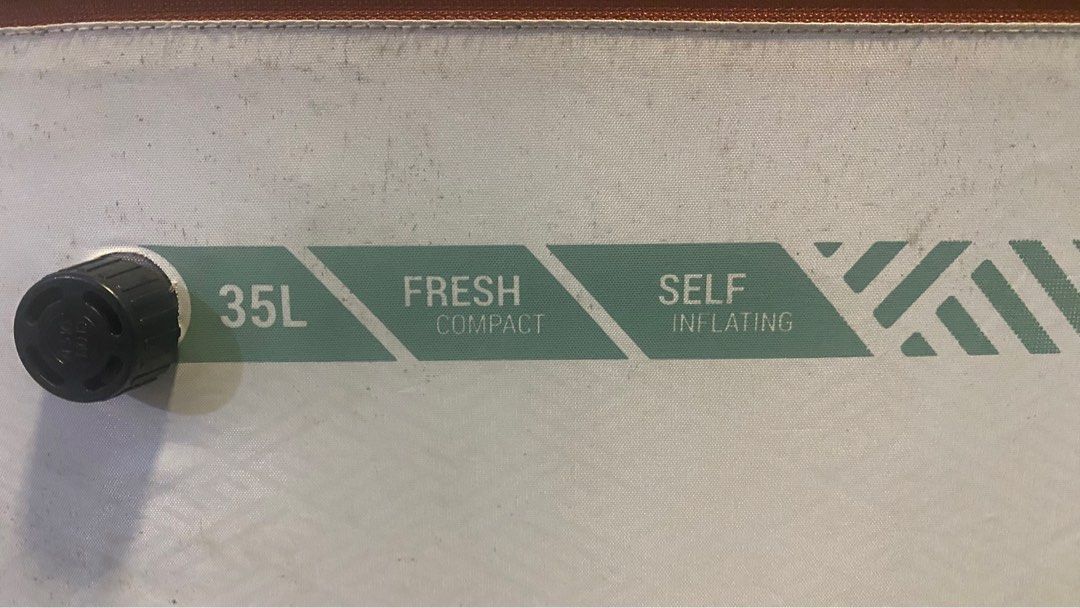 35L
FRESH
COMPACT
SELF
INFLATING